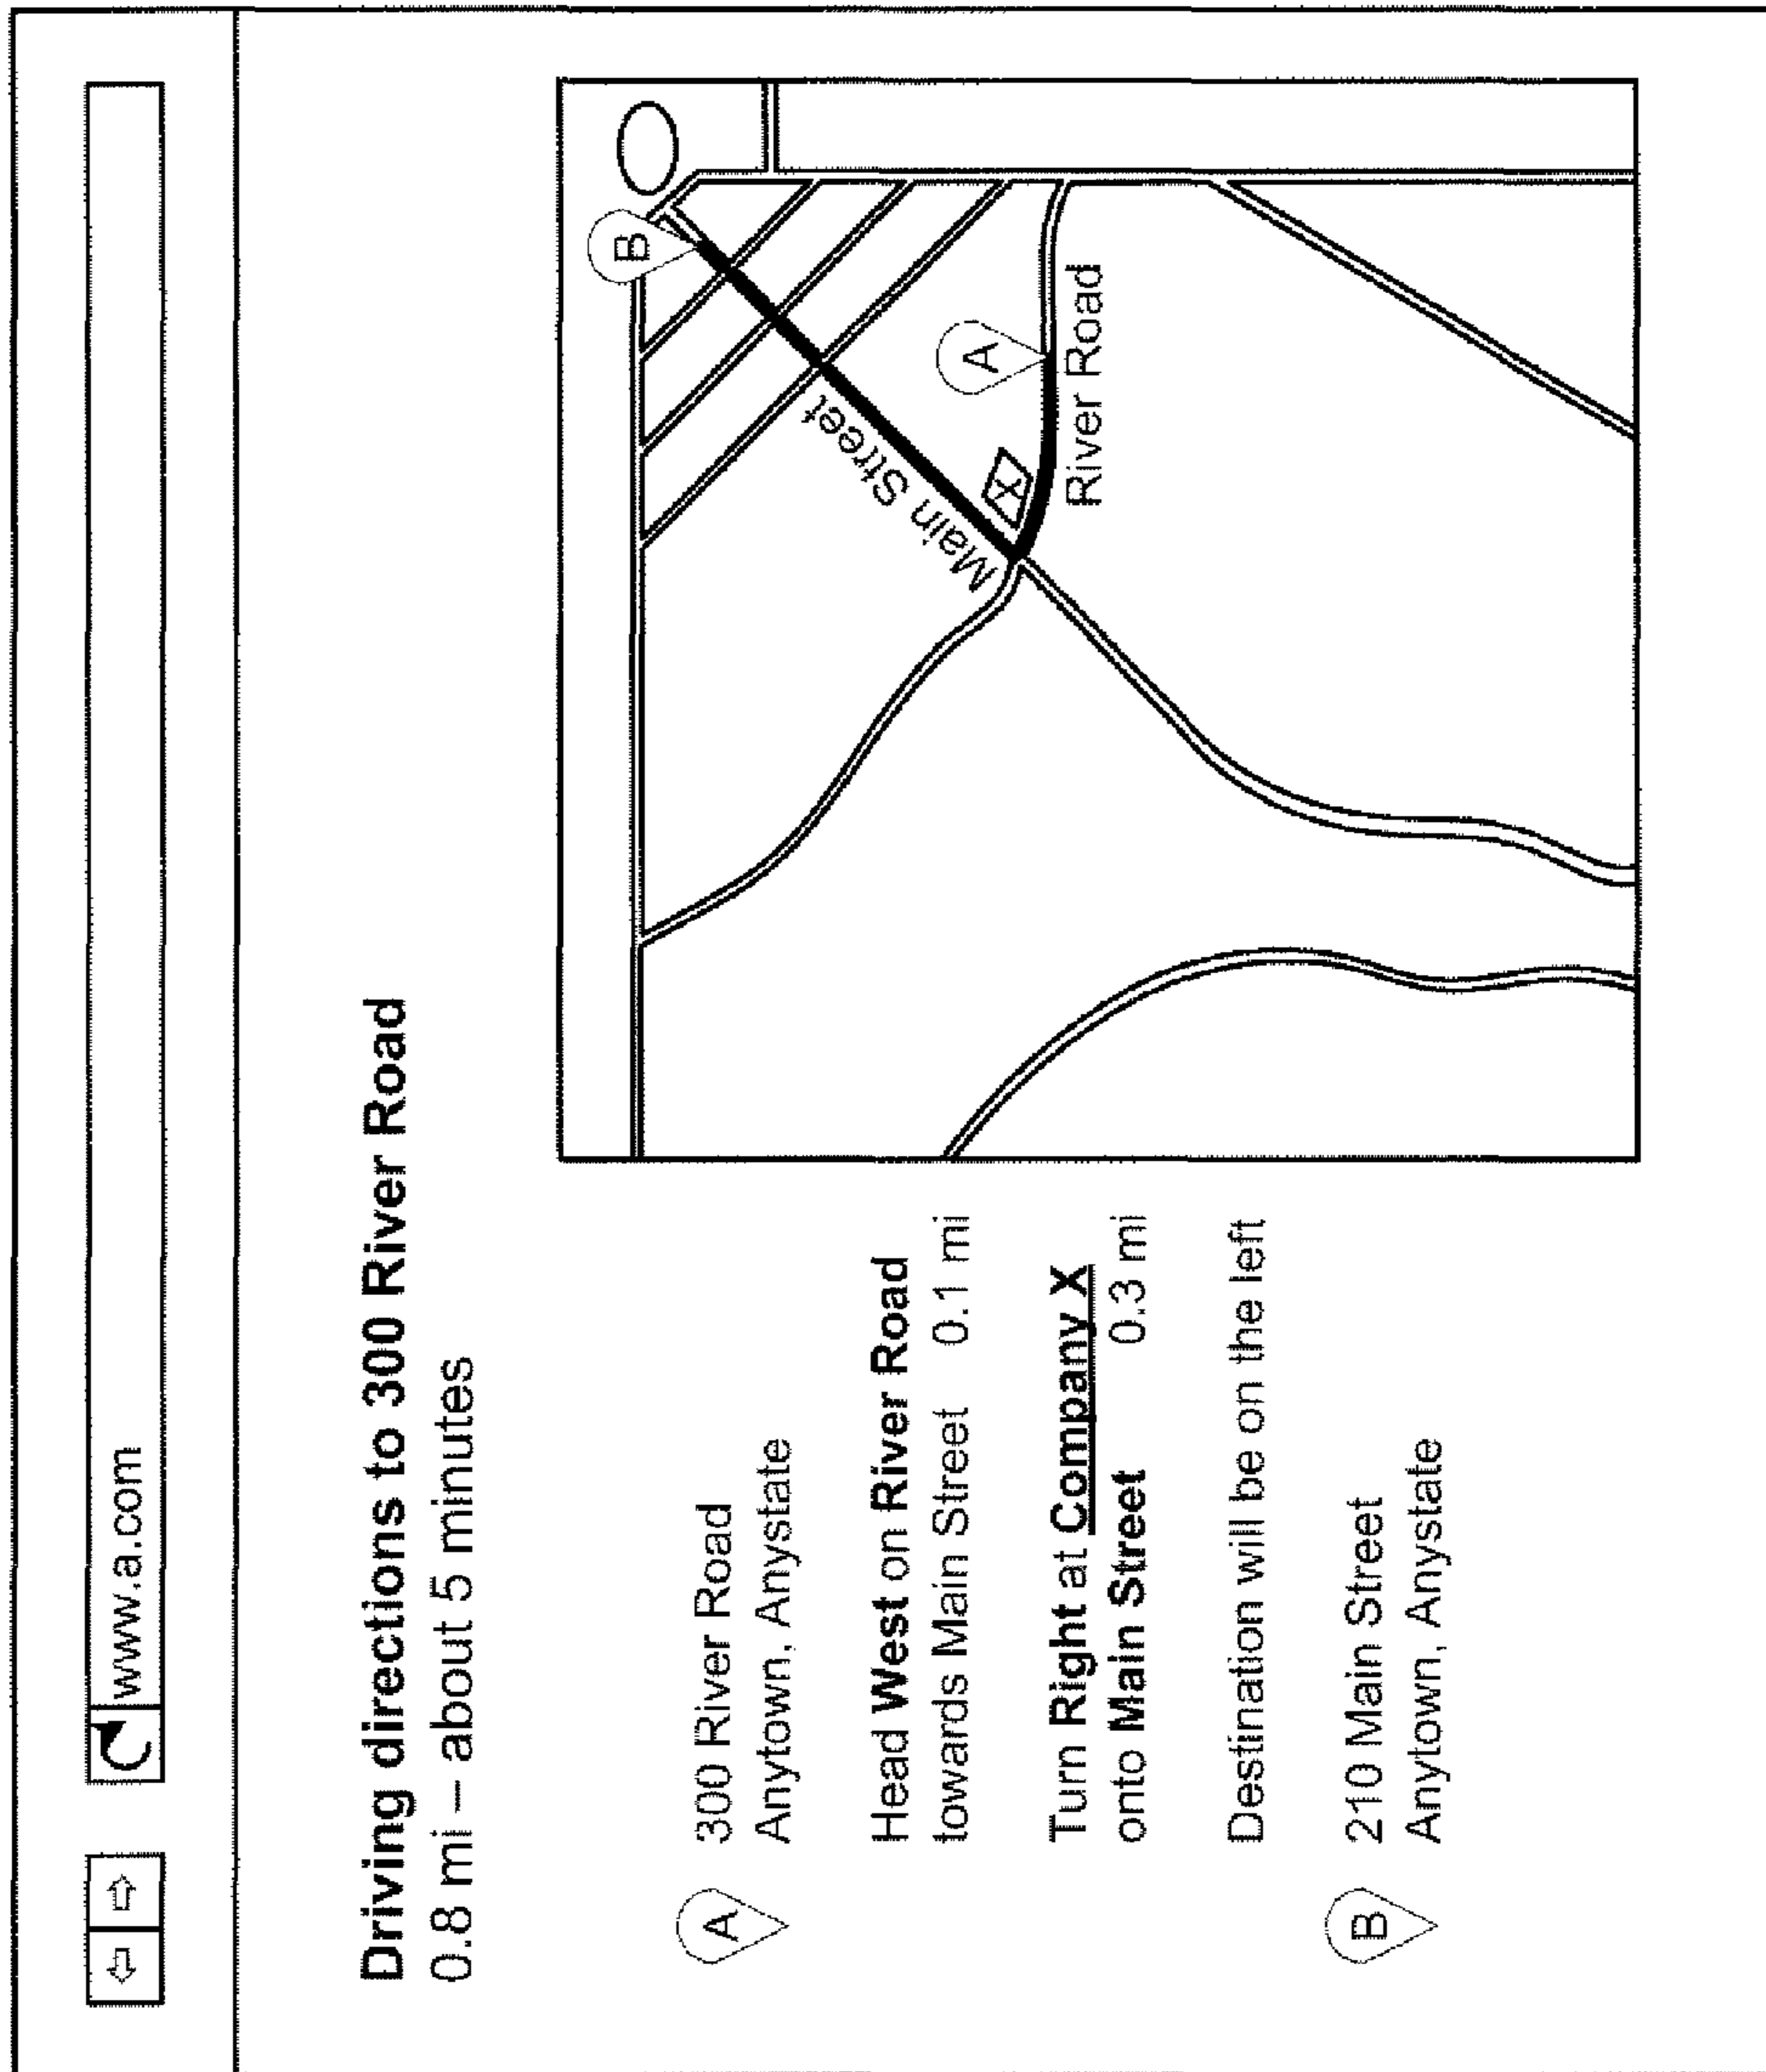 www.a.com
Driving directions to 300 River Road
0.8 mi – about 5 minutes
A
300 River Road
Anytown, Anystate
Head West on River Road
towards Main Street 0.1 mi
Turn Right at Company X
onto Main Street 0.3 mi
Destination will be on the left
B
210 Main Street
Anytown, Anystate
B
Main Street
A
X
River Road